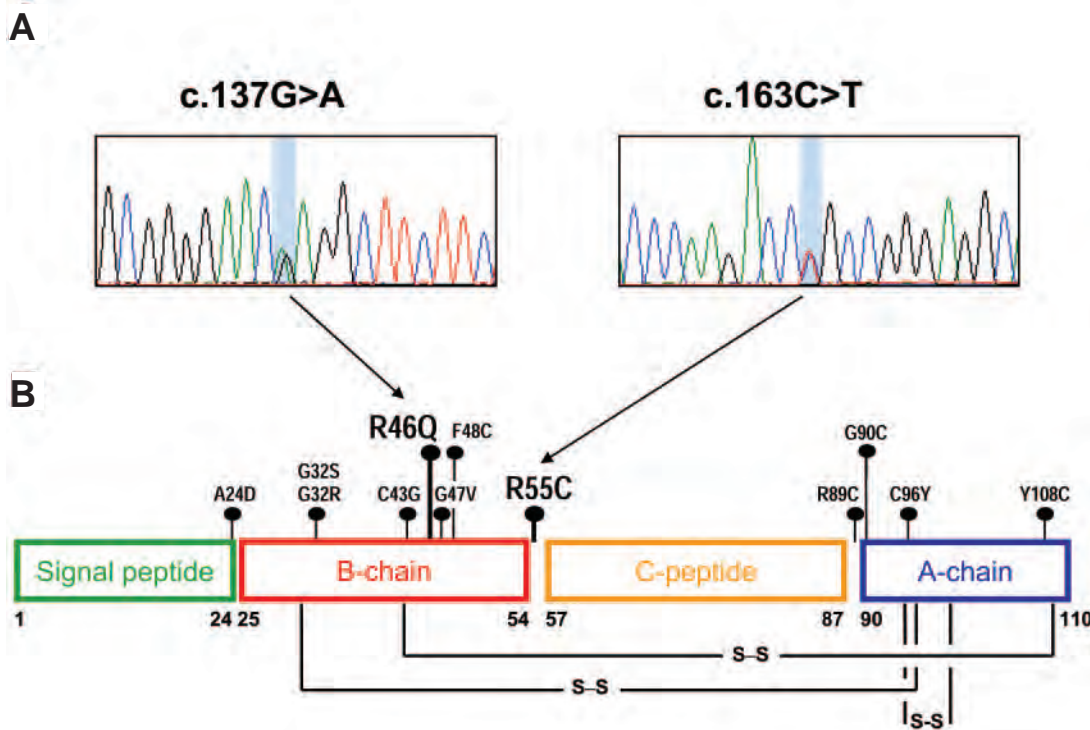 A
c.137G>A c.163C>T
B
R46Q F48C G90C
G32S
A24D G32R C43G G47V R55C R89C C96Y Y108C
Signal peptide B-chain C-peptide A-chain
1 24 25 54 57 87 90 110
S-S
S-S
S-S